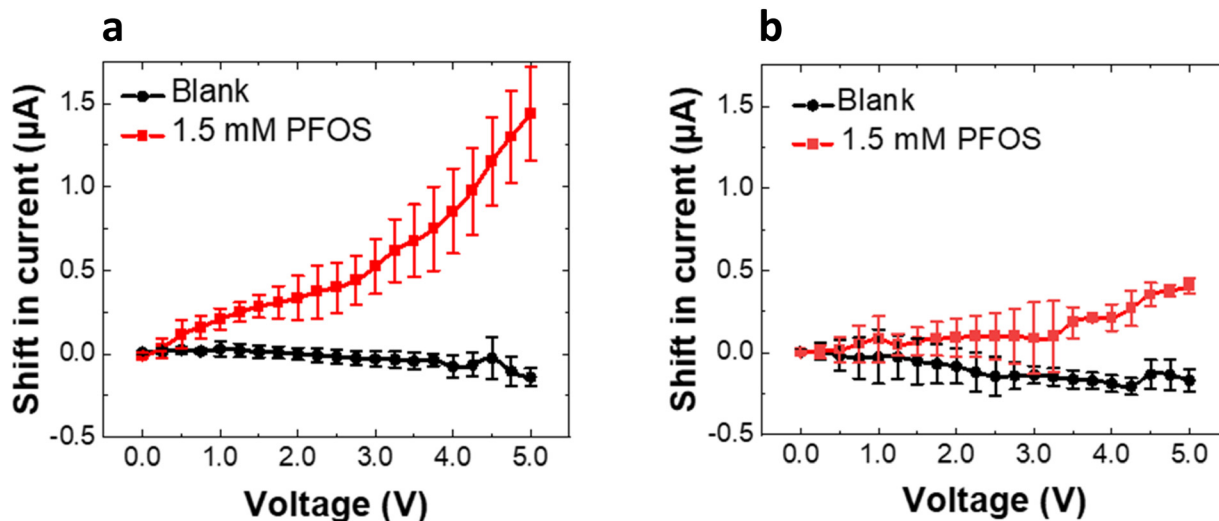 a
Shift in current (µA)
1.5
1.0
0.5
0.0
-0.5
Blank
1.5 mM PFOS
0.0 1.0 2.0 3.0 4.0 5.0
Voltage (V)
b
Shift in current (µA)
1.5
1.0
0.5
0.0
-0.5
Blank
1.5 mM PFOS
0.0 1.0 2.0 3.0 4.0 5.0
Voltage (V)